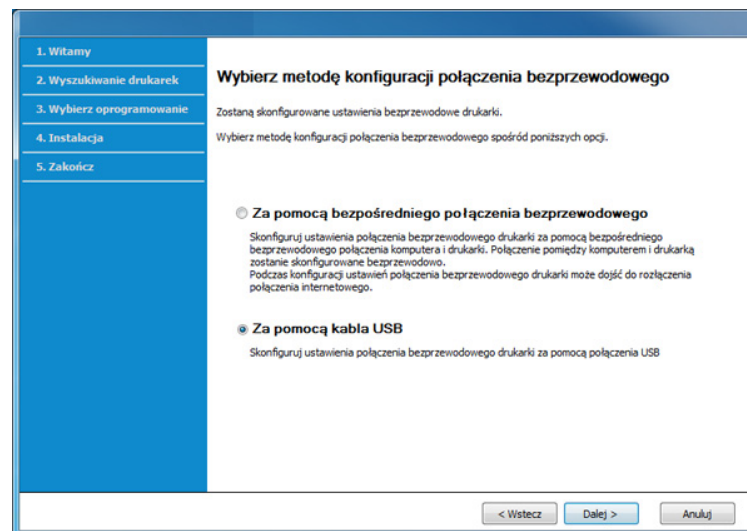 1. Witamy
2. Wyszukiwanie drukarek
3. Wybierz oprogramowanie
4. Instalacja
5. Zakończ
Wybierz metodę konfiguracji połączenia bezprzewodowego
Zostaną skonfigurowane ustawienia bezprzewodowe drukarki.
Wybierz metodę konfiguracji połączenia bezprzewodowego spośród poniższych opcji.
Za pomocą bezpośredniego połączenia bezprzewodowego
Skonfiguruj ustawienia połączenia bezprzewodowego drukarki za pomocą bezpośredniego
bezprzewodowego połączenia komputera i drukarki. Połączenie pomiędzy komputerem i drukarką
zostanie skonfigurowane bezprzewodowo.
Podczas konfiguracji ustawień połączenia bezprzewodowego drukarki może dojść do rozłączenia
połączenia internetowego.
Za pomocą kabla USB
Skonfiguruj ustawienia połączenia bezprzewodowego drukarki za pomocą połączenia USB
< Wstecz
Dalej >
Anuluj